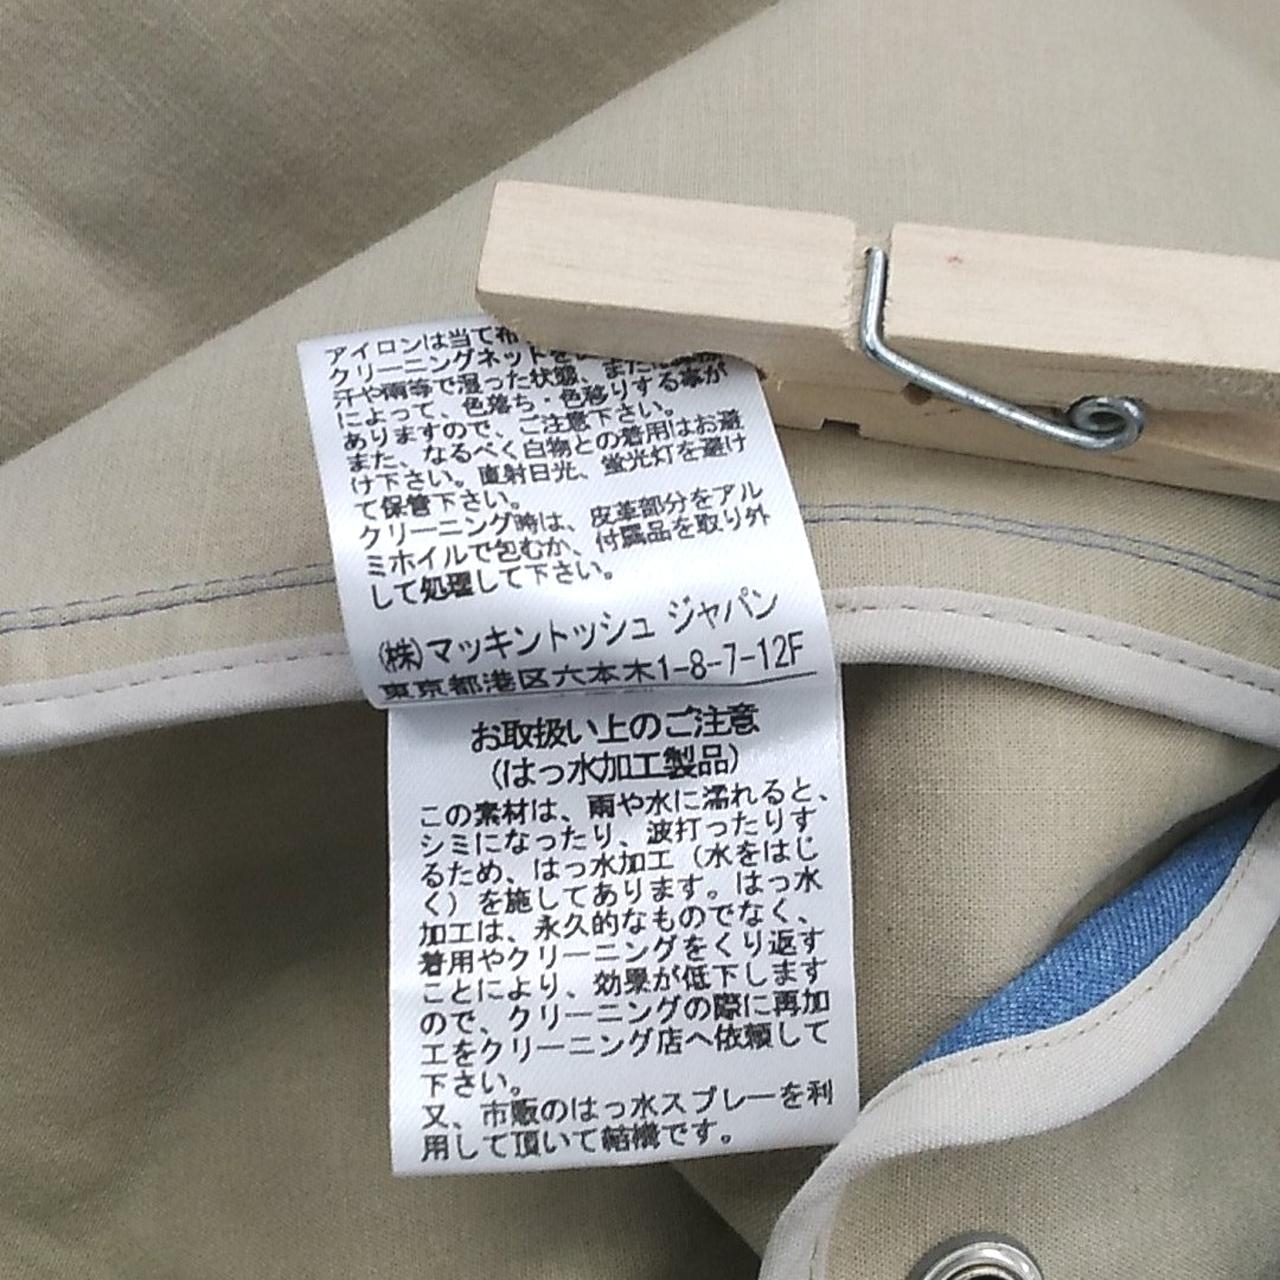 アイロンは当て布
クリーニングネットを
汗や雨等で湿った状態、または
によって、色落ち・色移りする事が
ありますので、ご注意下さい。
また、なるべく白物との着用はお避
け下さい。直射日光、蛍光灯を避け
て保管下さい。
クリーニング時は、皮革部分をアル
ミホイルで包むか、付属品を取り外
して処理して下さい。
(株)マッキントッシュ ジャパン
東京都港区六本木1-8-7-12F
お取扱い上のご注意
(はっ水加工製品)
この素材は、雨や水に濡れると、
シミになったり、波打ったりす
るため、はっ水加工(水をはじ
く)を施してあります。はっ水
加工は、永久的なものでなく、
着用やクリーニングをくり返す
ことにより、効果が低下します
ので、クリーニングの際に再加
工をクリーニング店へ依頼して
下さい。
又、市販のはっ水スプレーを利
用して頂いて結構です。